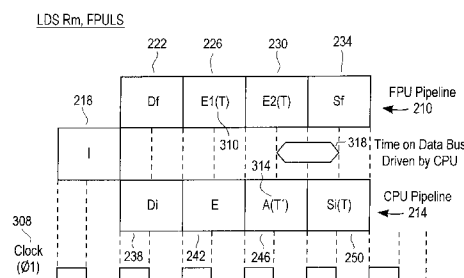 LDS Rm, FPULS
222 226 230 234
218 Df E1(T) E2(T) Sf FPU Pipeline
210
I 310 318 Time on Data Bus
Driven by CPU
314
Di E A(T') Si(T) CPU Pipeline
214
308
Clock
(Ø1)
238 242 246 250